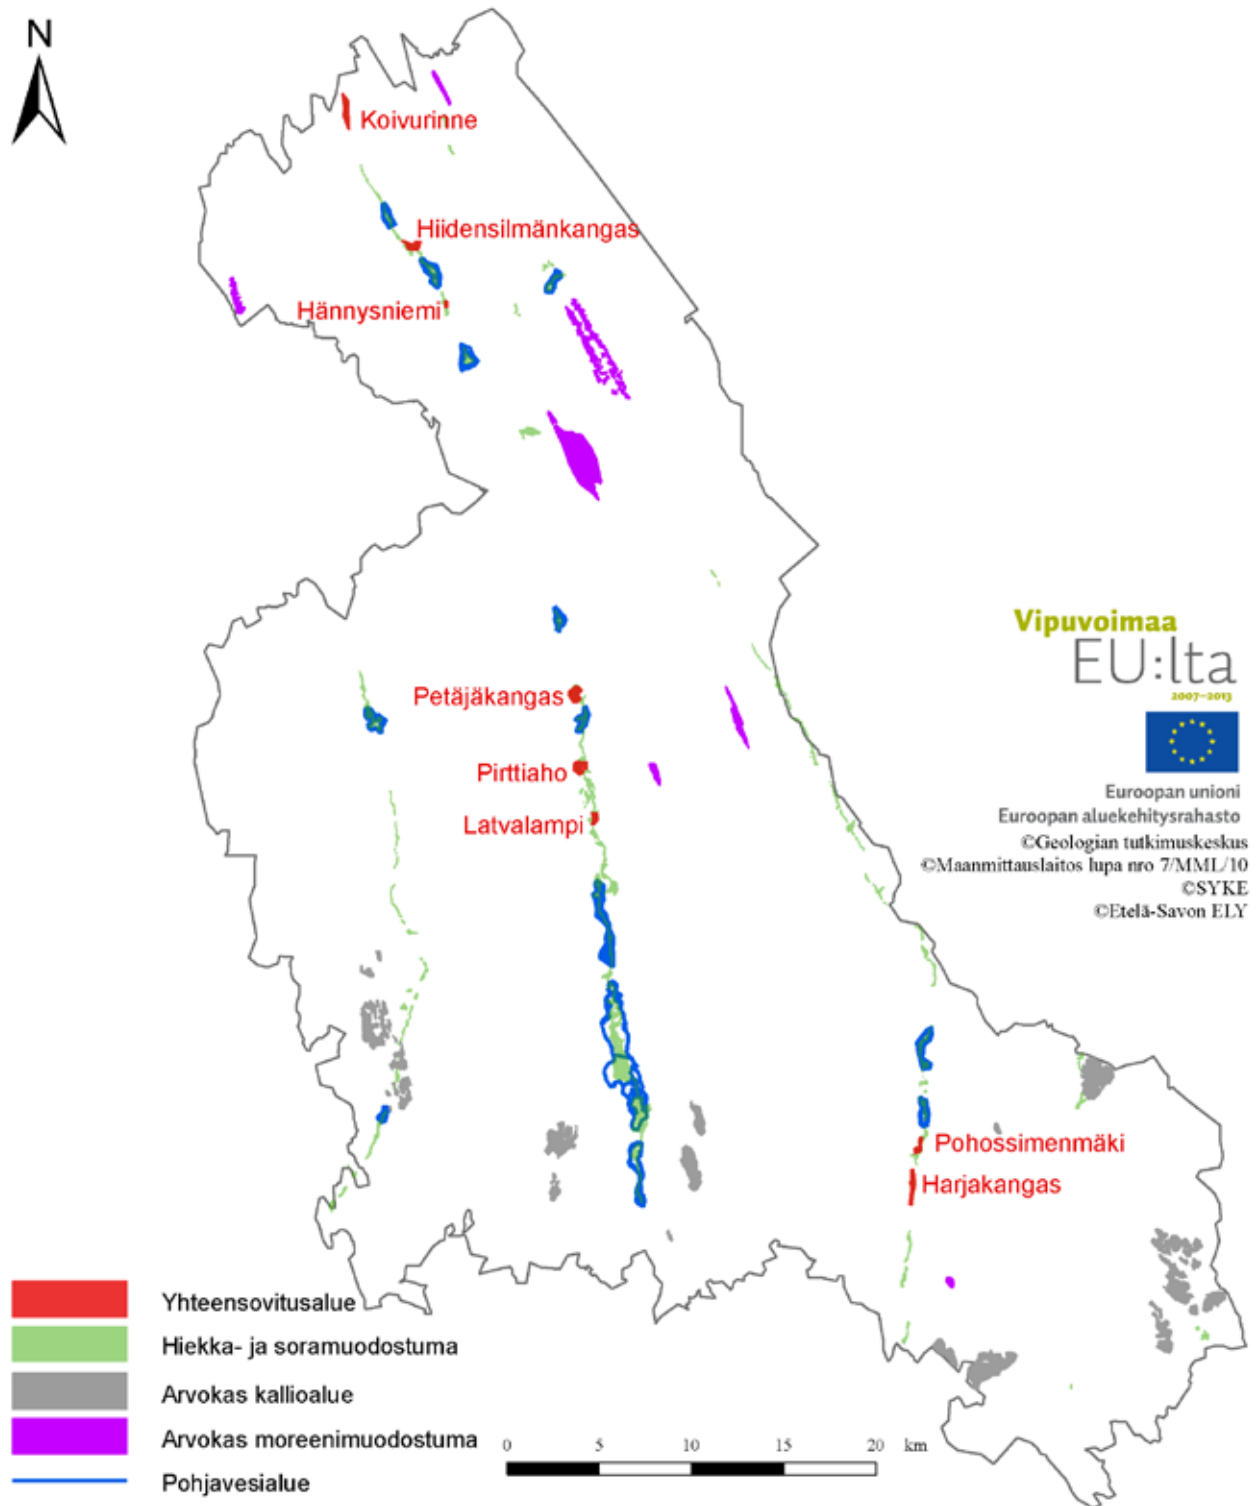 N
Koivurinne
Hiidensilmänkangas
Hännysniemi
Petäjäkangas
Pirttiaho
Latvalampi
Vipuvoimaa
EU:lta
2007–2013
Euroopan unioni
Euroopan aluekehitysrahasto
©Geologian tutkimuskeskus
©Maanmittauslaitos lupa nro 7/MML/10
©SYKE
©Etelä-Savon ELY
Pohossimenmäki
Harjakangas
Yhteensovitusalue
Hiekka- ja soramuodostuma
Arvokas kallioalue
Arvokas moreenimuodostuma
Pohjavesialue
0 5 10 15 20 km